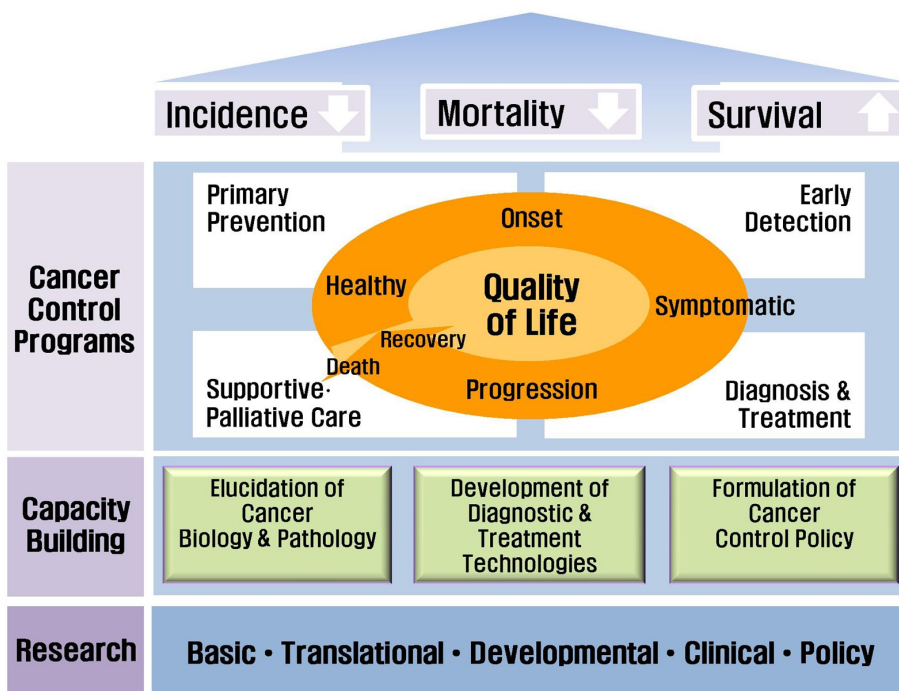 Incidence
Mortality
Survival
Cancer
Control
Programs
Primary
Prevention
Early
Detection
Onset
Healthy
Quality
of Life
Symptomatic
Recovery
Death
Progression
Supportive·
Palliative Care
Diagnosis &
Treatment
Capacity
Building
Elucidation of
Cancer
Biology & Pathology
Development of
Diagnostic &
Treatment
Technologies
Formulation of
Cancer
Control Policy
Research
Basic · Translational · Developmental · Clinical · Policy